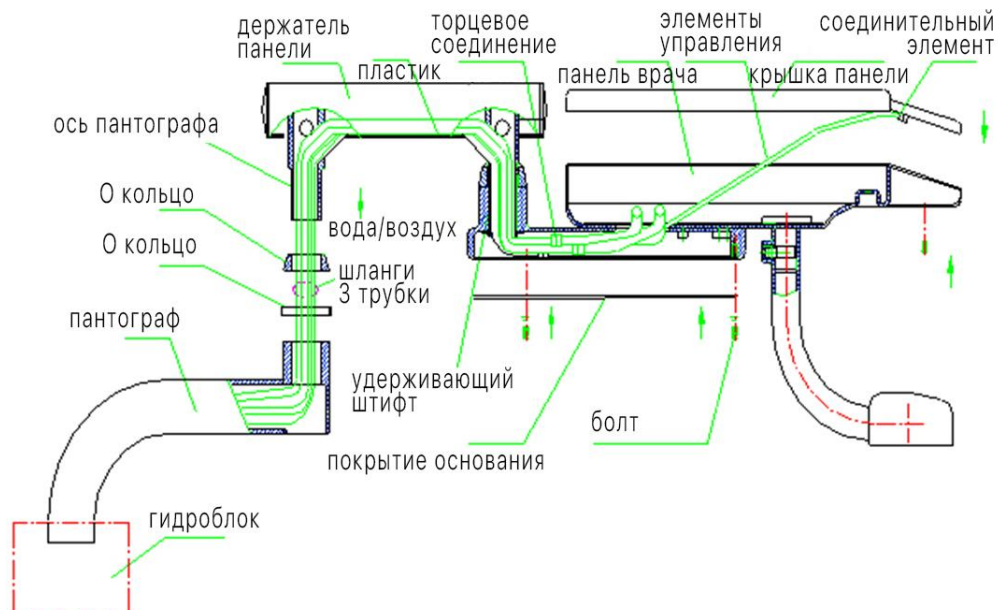 держатель
панели
торцевое
соединение
элементы
управления
соединительный
элемент
пластик
панель врача
крышка панели
ось пантографа
О кольцо
вода/воздух
О кольцо
шланги
3 трубки
пантограф
удерживающий
штифт
болт
покрытие основания
гидроблок